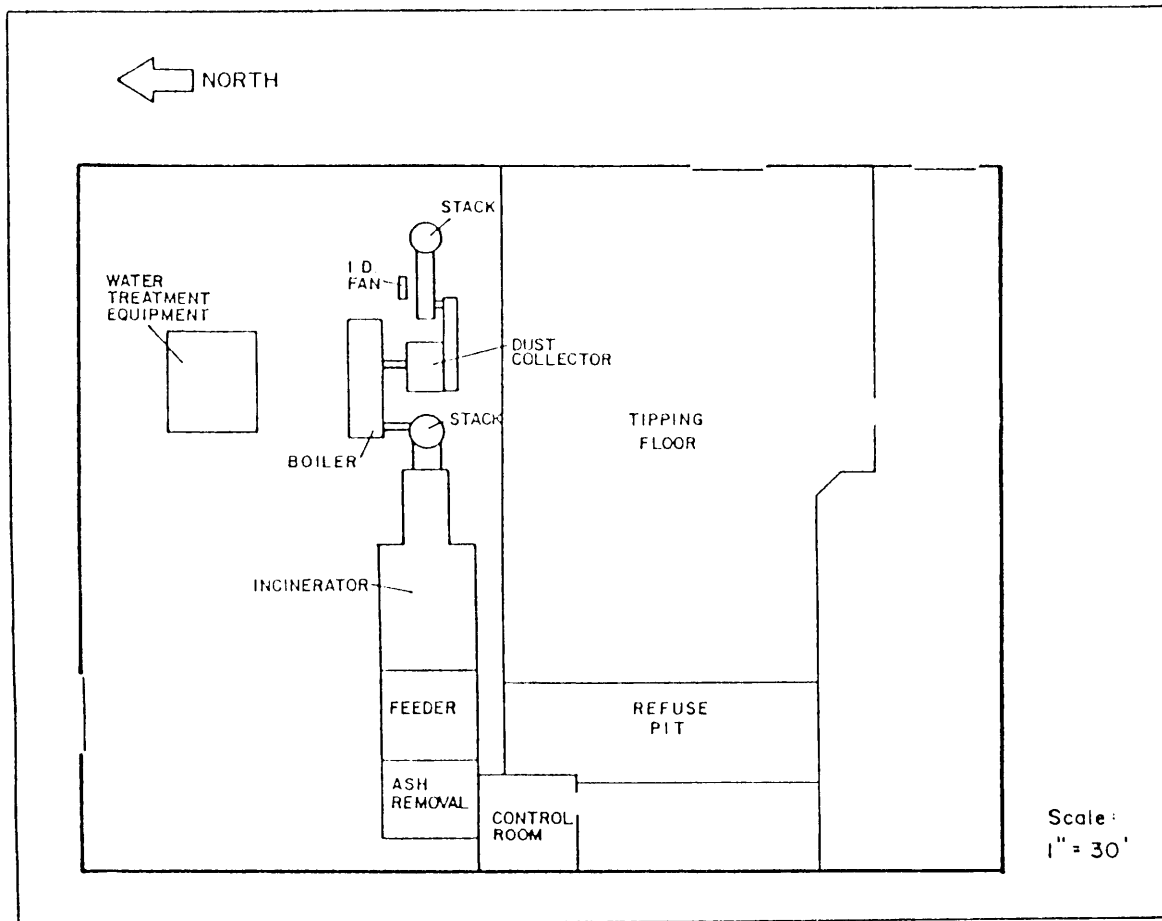 NORTH
STACK
I D
FAN
WATER
TREATMENT
EQUIPMENT
DUST
COLLECTOR
STACK
TIPPING
FLOOR
BOILER
INCINERATOR
FEEDER
REFUSE
PIT
ASH
REMOVAL
CONTROL
ROOM
Scale:
1" = 30'